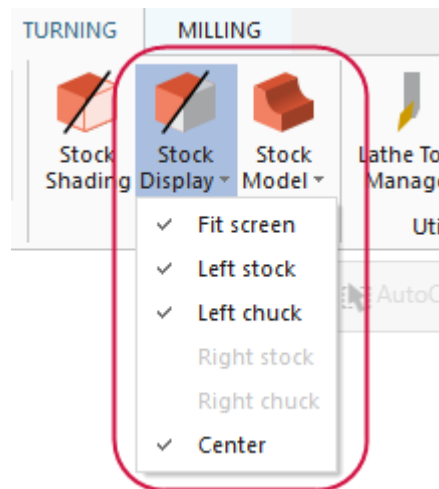 TURNING MILLING
Stock Shading
Stock Display
Stock Model
Lathe To
Manag
Uti
Fit screen
Left stock
Left chuck
AutoC
Right stock
Right chuck
Center